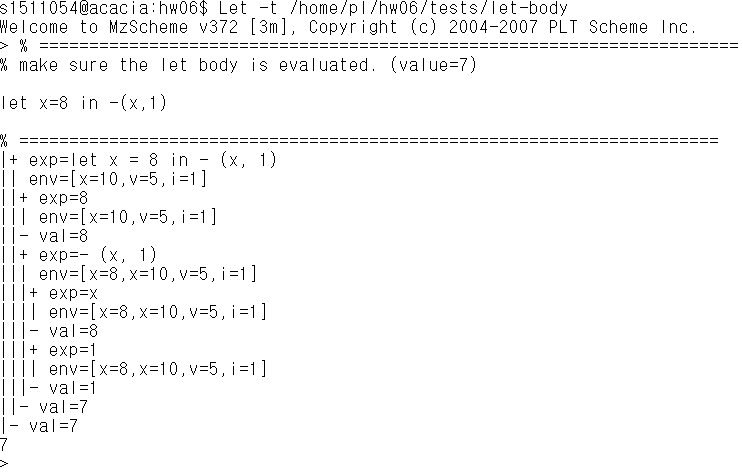 s1511054@acacia:hw06$ Let -t /home/pl/hw06/tests/let-body
Welcome to MzScheme v372 [3m], Copyright (c) 2004-2007 PLT Scheme Inc.
> % ======================================================================
% make sure the let body is evaluated. (value=7)

let x=8 in -(x,1)

% ======================================================================
|+ exp=let x = 8 in - (x, 1)
|| env=[x=10,v=5,i=1]
||+ exp=8
||| env=[x=10,v=5,i=1]
||- val=8
||+ exp=- (x, 1)
||| env=[x=8,x=10,v=5,i=1]
|||+ exp=x
|||| env=[x=8,x=10,v=5,i=1]
|||- val=8
|||+ exp=1
|||| env=[x=8,x=10,v=5,i=1]
|||- val=1
||- val=7
|- val=7
7
>